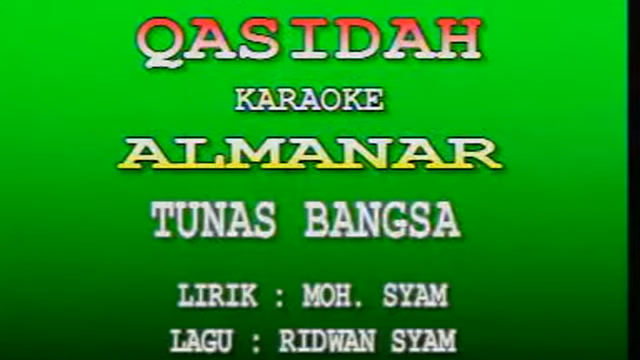 QASIDAH
KARAOKE
ALMANAR
TUNAS BANGSA
LIRIK : MOH. SYAM
LAGU : RIDWAN SYAM